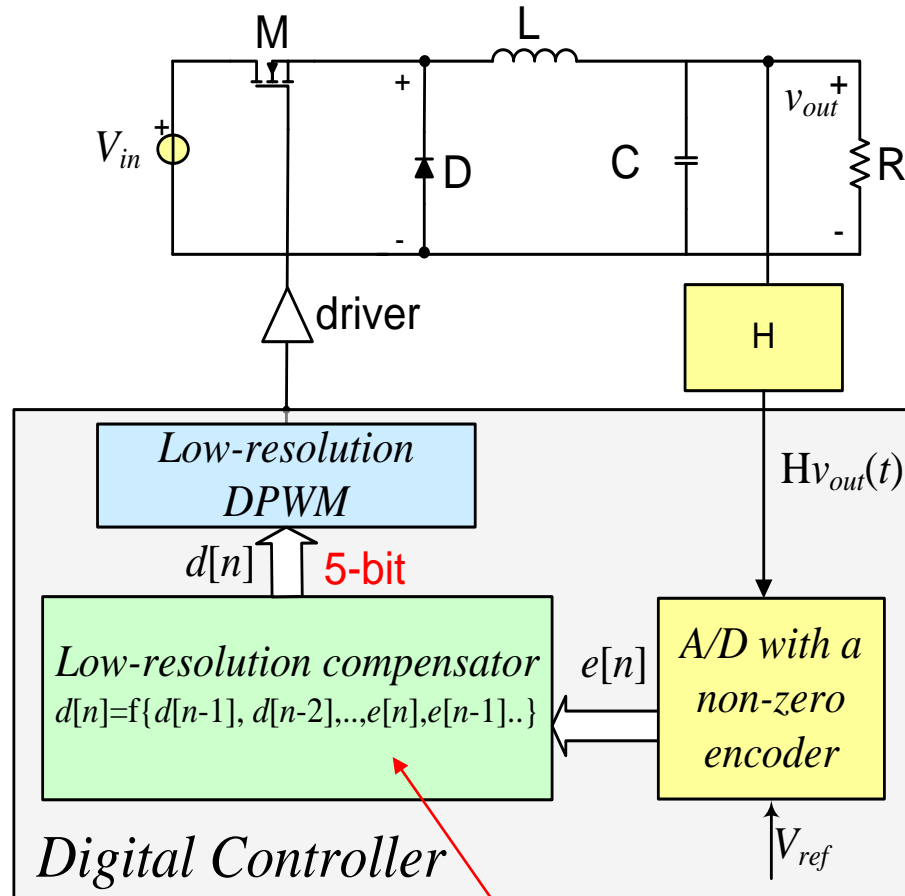 M
L
+
+
v_out
+
V_in
D
C
R
-
-
driver
H
Low-resolution
DPWM
Hv_out(t)
d[n]
5-bit
Low-resolution compensator
d[n]=f{d[n-1], d[n-2],..,e[n],e[n-1]..}
e[n]
A/D with a
non-zero
encoder
Digital Controller
V_ref